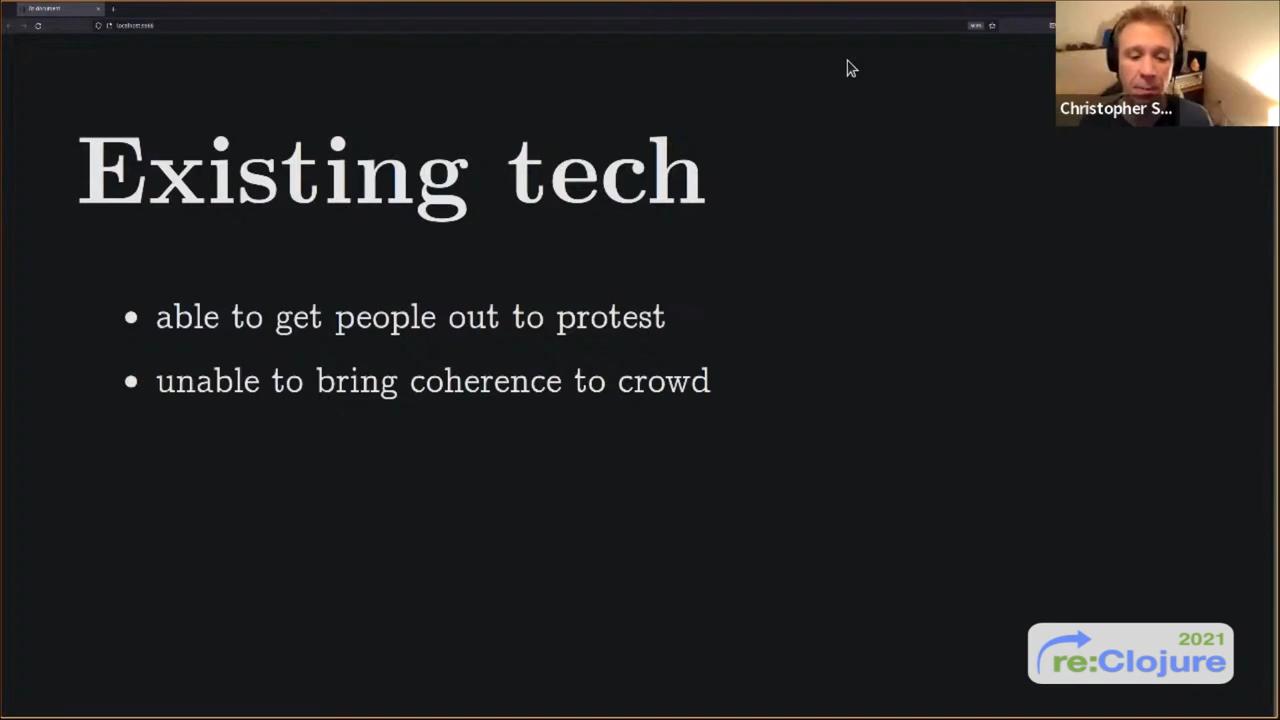 localhost
Christopher S...
Existing tech
• able to get people out to protest
• unable to bring coherence to crowd
2021
re:Clojure